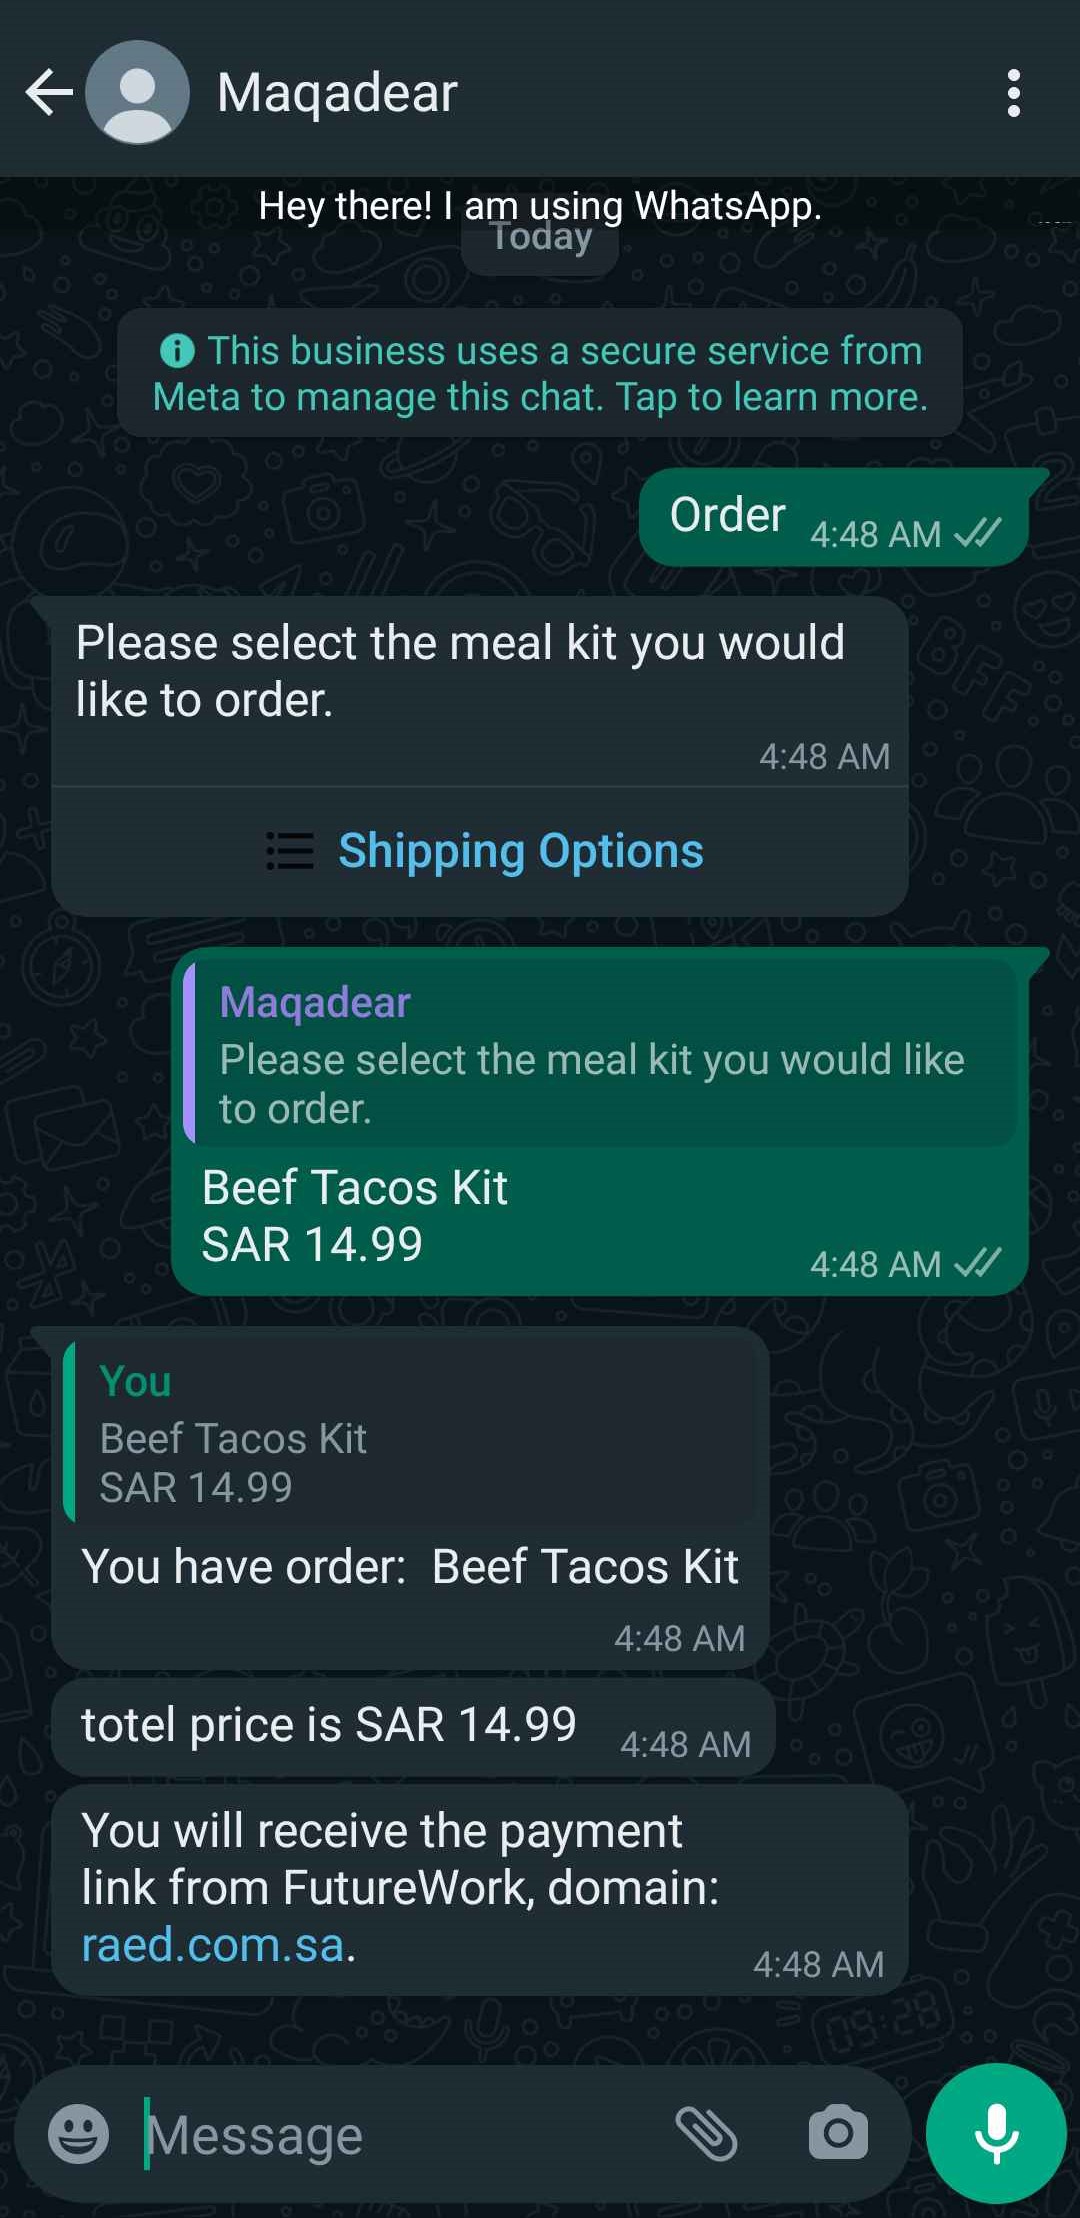 Maqadear
Hey there! I am using WhatsApp.
Today
This business uses a secure service from
Meta to manage this chat. Tap to learn more.
Order
4:48 AM
Please select the meal kit you would
like to order.
4:48 AM
Shipping Options
Maqadear
Please select the meal kit you would like
to order.
Beef Tacos Kit
SAR 14.99
4:48 AM
You
Beef Tacos Kit
SAR 14.99
You have order:  Beef Tacos Kit
4:48 AM
totel price is SAR 14.99
4:48 AM
You will receive the payment
link from FutureWork, domain:
raed.com.sa.
4:48 AM
Message